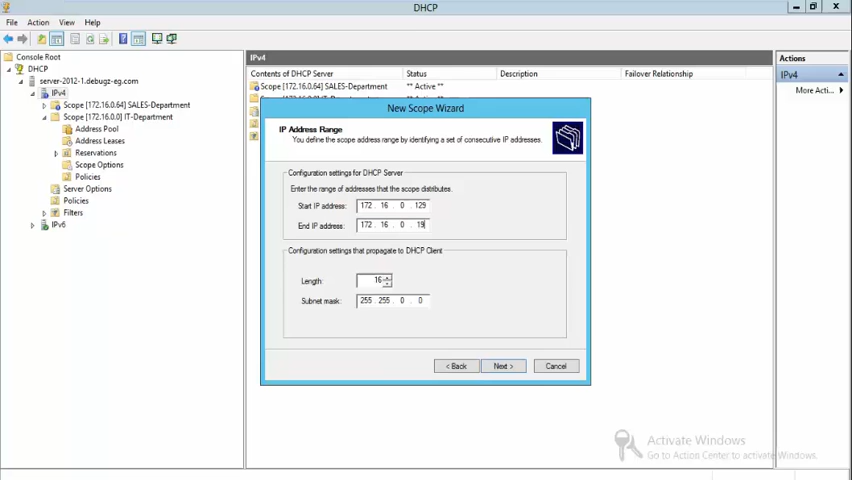 DHCP
File Action View Help
Console Root
DHCP
server-2012-1.debugz-eg.com
IPv4
Scope [172.16.0.64] SALES-Department
Scope [172.16.0.0] IT-Department
Address Pool
Address Leases
Reservations
Scope Options
Policies
Server Options
Policies
Filters
IPv6
IPv4
Contents of DHCP Server Status Description Failover Relationship
Scope [172.16.0.64] SALES-Department ** Active **
New Scope Wizard
IP Address Range
You define the scope address range by identifying a set of consecutive IP addresses.
Configuration settings for DHCP Server
Enter the range of addresses that the scope distributes.
Start IP address: 172 . 16 . 0 . 129
End IP address: 172 . 16 . 0 . 19
Configuration settings that propagate to DHCP Client
Length: 16
Subnet mask: 255 . 255 . 0 . 0
< Back Next > Cancel
Actions
IPv4
More Acti...
Activate Windows
Go to Action Center to activate Windows.